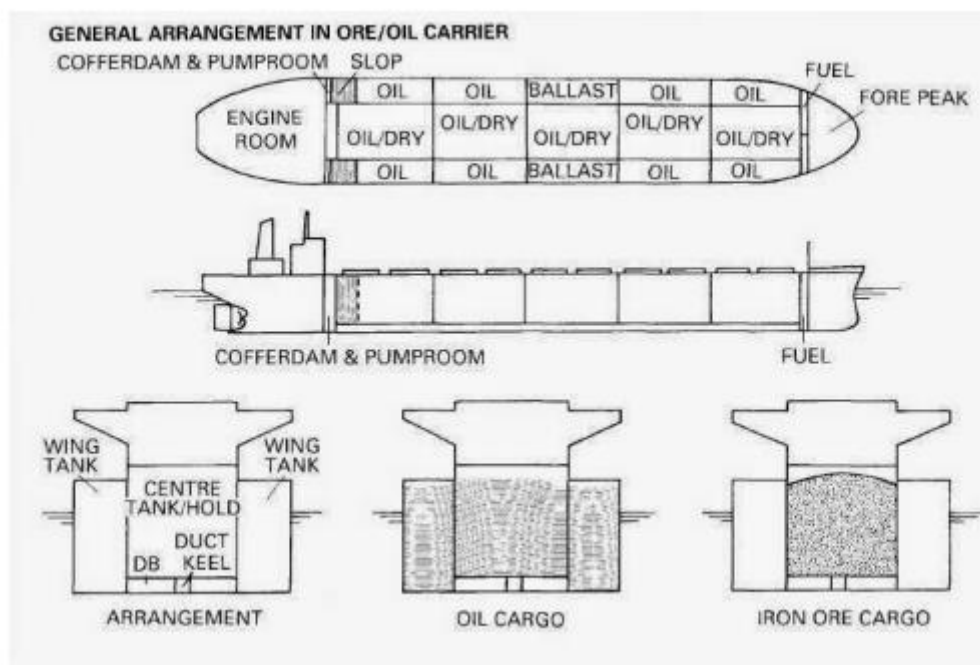 GENERAL ARRANGEMENT IN ORE/OIL CARRIER
COFFERDAM & PUMPROOM
SLOP
FUEL
FORE PEAK
OIL
OIL
BALLAST
OIL
OIL
ENGINE
ROOM
OIL/DRY
OIL/DRY
OIL/DRY
OIL/DRY
OIL/DRY
OIL
OIL
BALLAST
OIL
OIL
COFFERDAM & PUMPROOM
FUEL
WING
TANK
WING
TANK
CENTRE
TANK/HOLD
DUCT
KEEL
DB
ARRANGEMENT
OIL CARGO
IRON ORE CARGO